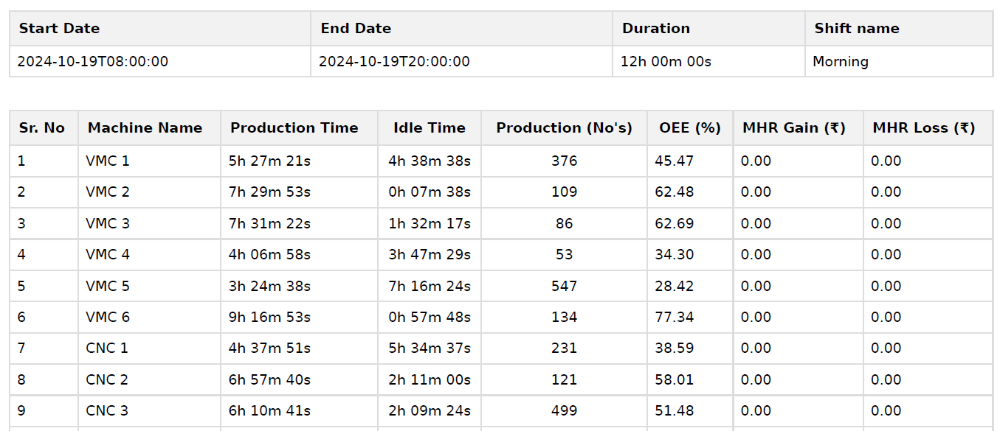 Start Date End Date Duration Shift name
2024-10-19T08:00:00 2024-10-19T20:00:00 12h 00m 00s Morning
Sr. No Machine Name Production Time Idle Time Production (No's) OEE (%) MHR Gain (₹) MHR Loss (₹)
1 VMC 1 5h 27m 21s 4h 38m 38s 376 45.47 0.00 0.00
2 VMC 2 7h 29m 53s 0h 07m 38s 109 62.48 0.00 0.00
3 VMC 3 7h 31m 22s 1h 32m 17s 86 62.69 0.00 0.00
4 VMC 4 4h 06m 58s 3h 47m 29s 53 34.30 0.00 0.00
5 VMC 5 3h 24m 38s 7h 16m 24s 547 28.42 0.00 0.00
6 VMC 6 9h 16m 53s 0h 57m 48s 134 77.34 0.00 0.00
7 CNC 1 4h 37m 51s 5h 34m 37s 231 38.59 0.00 0.00
8 CNC 2 6h 57m 40s 2h 11m 00s 121 58.01 0.00 0.00
9 CNC 3 6h 10m 41s 2h 09m 24s 499 51.48 0.00 0.00